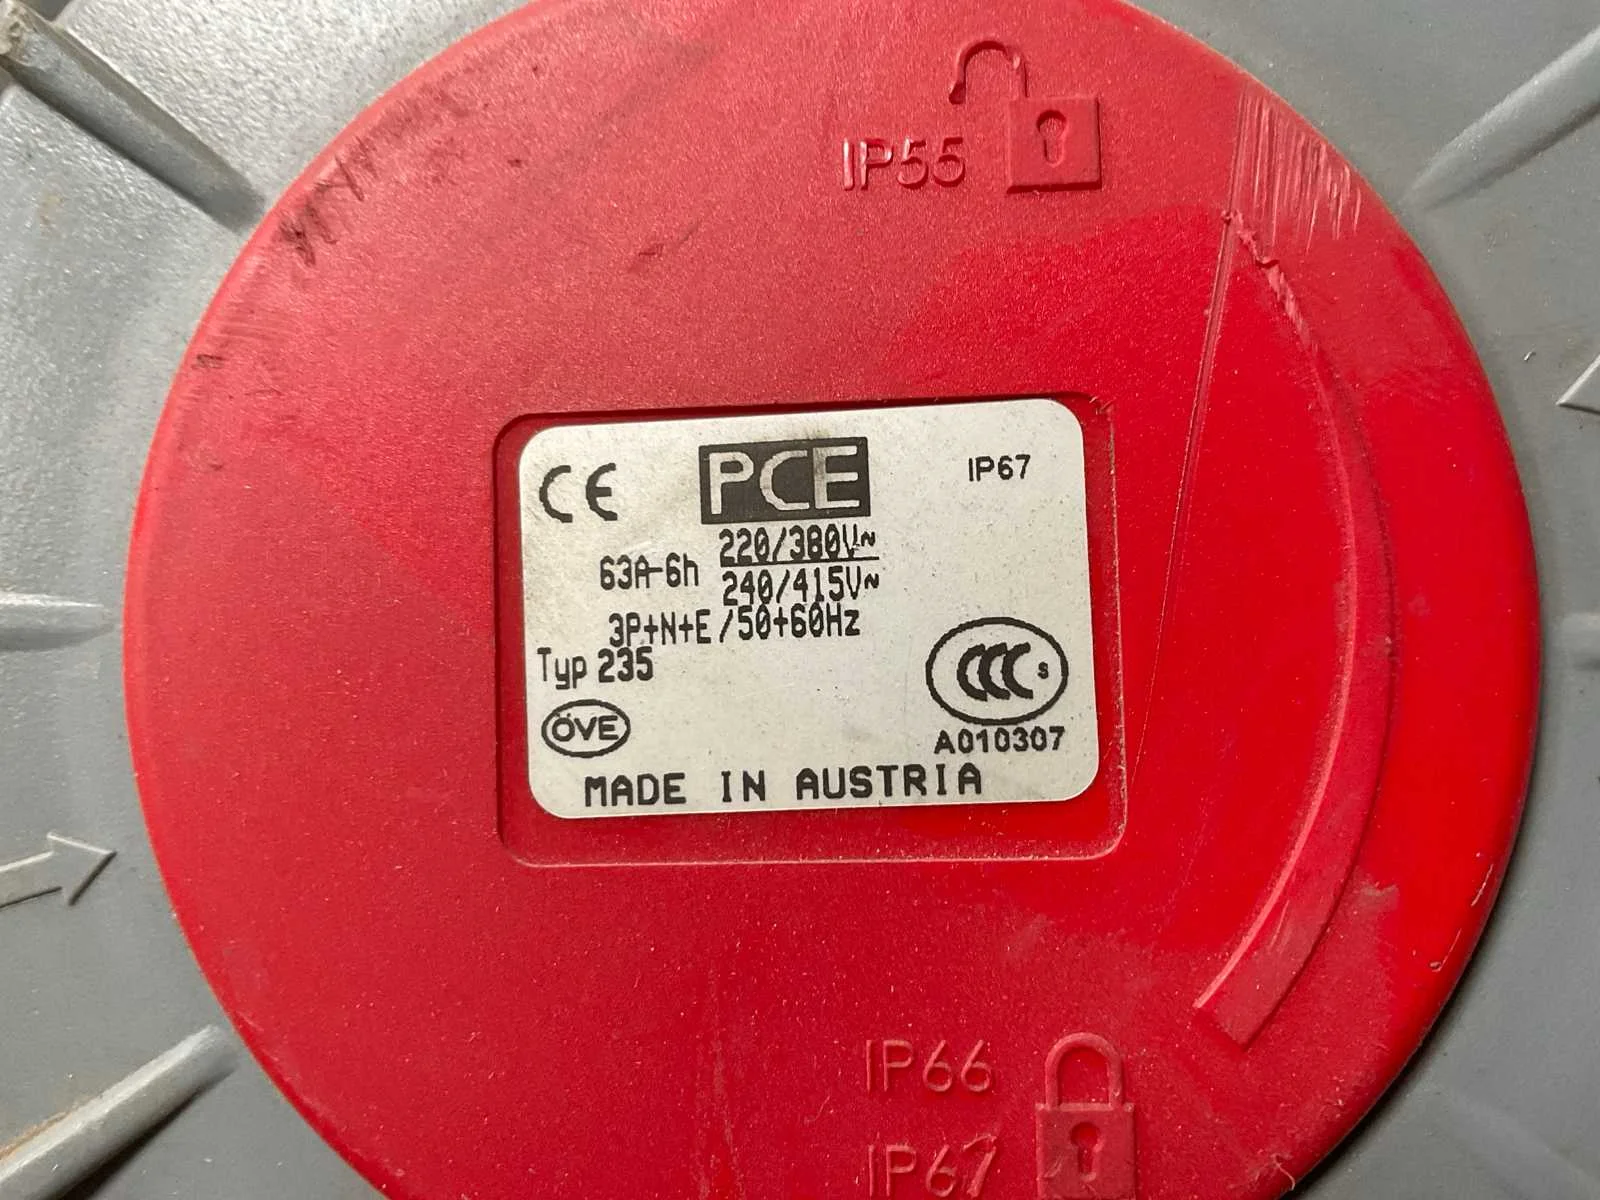 IP55
CE PCE IP67
63A-6h 220/380V~
240/415V~
3P+N+E/50+60Hz
Typ 235
CCC S
ÖVE
A010307
MADE IN AUSTRIA
IP66
IP67